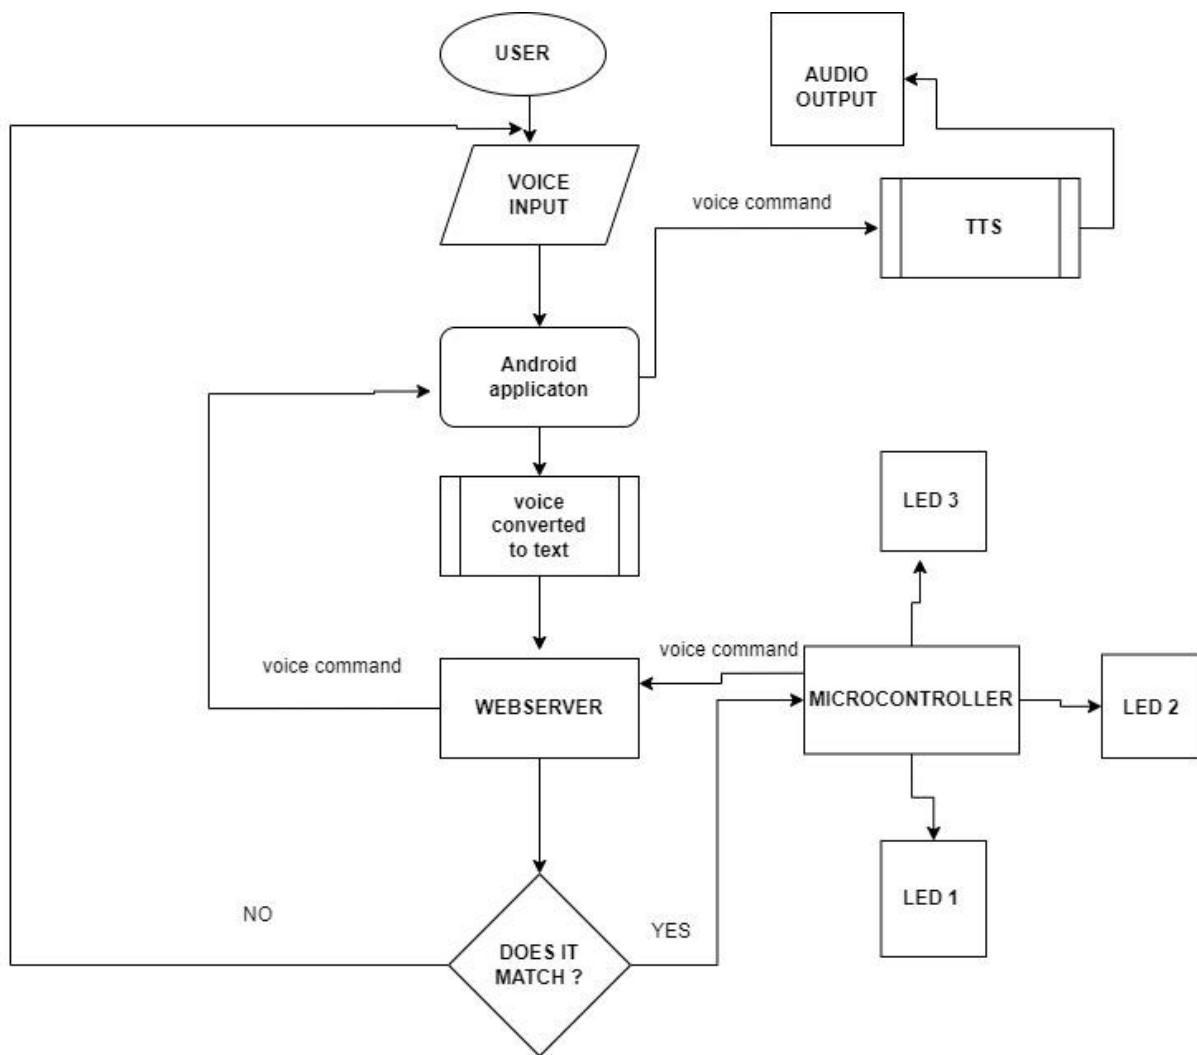 USER
AUDIO
OUTPUT
VOICE
INPUT
voice command
TTS
Android
applicaton
voice
converted
to text
LED 3
voice command
voice command
WEBSERVER
MICROCONTROLLER
LED 2
LED 1
NO
YES
DOES IT
MATCH ?